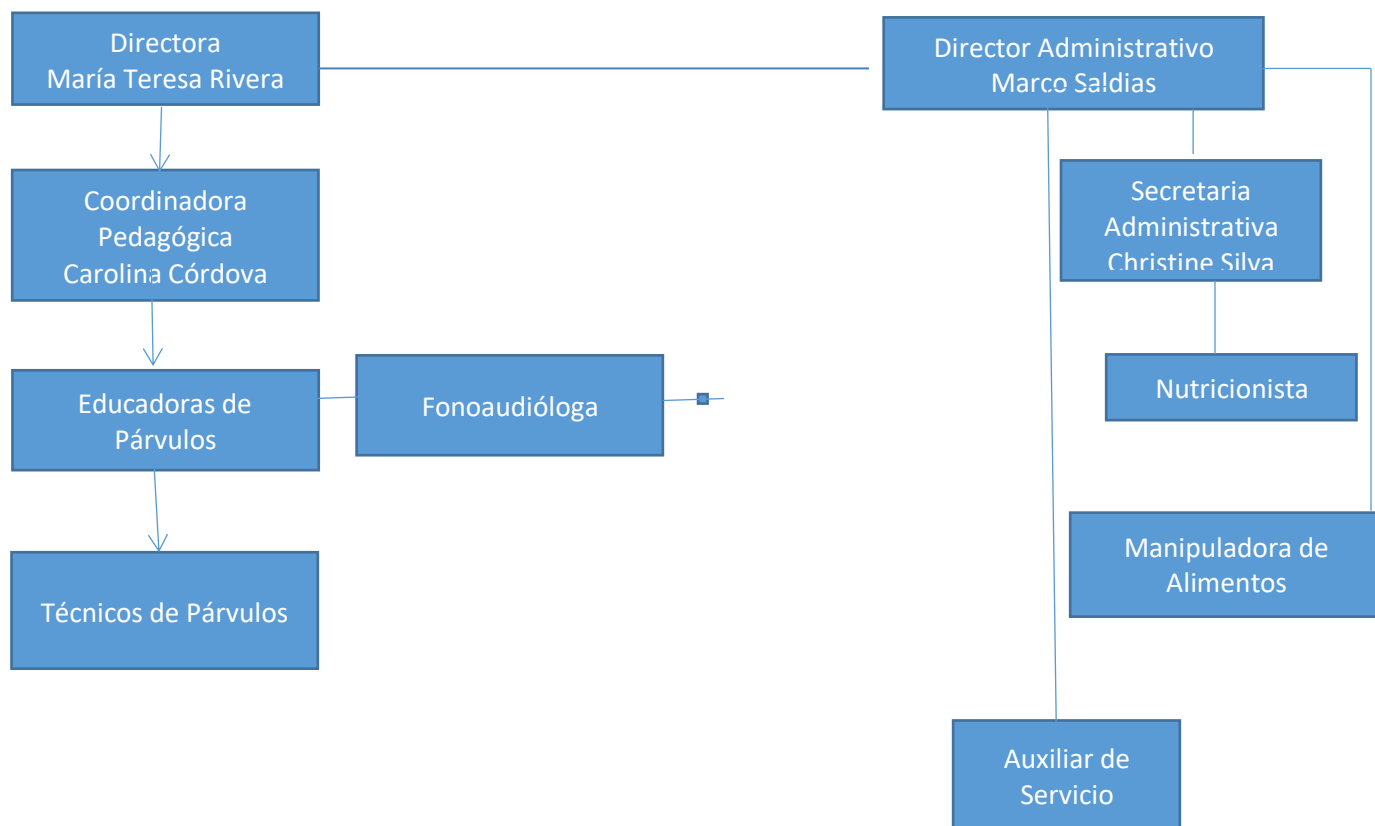 Directora
María Teresa Rivera
Director Administrativo
Marco Saldias
Coordinadora
Pedagógica
Carolina Córdova
Secretaria
Administrativa
Christine Silva
Educadoras de
Párvulos
Fonoaudióloga
Nutricionista
Manipuladora de
Alimentos
Técnicos de Párvulos
Auxiliar de
Servicio